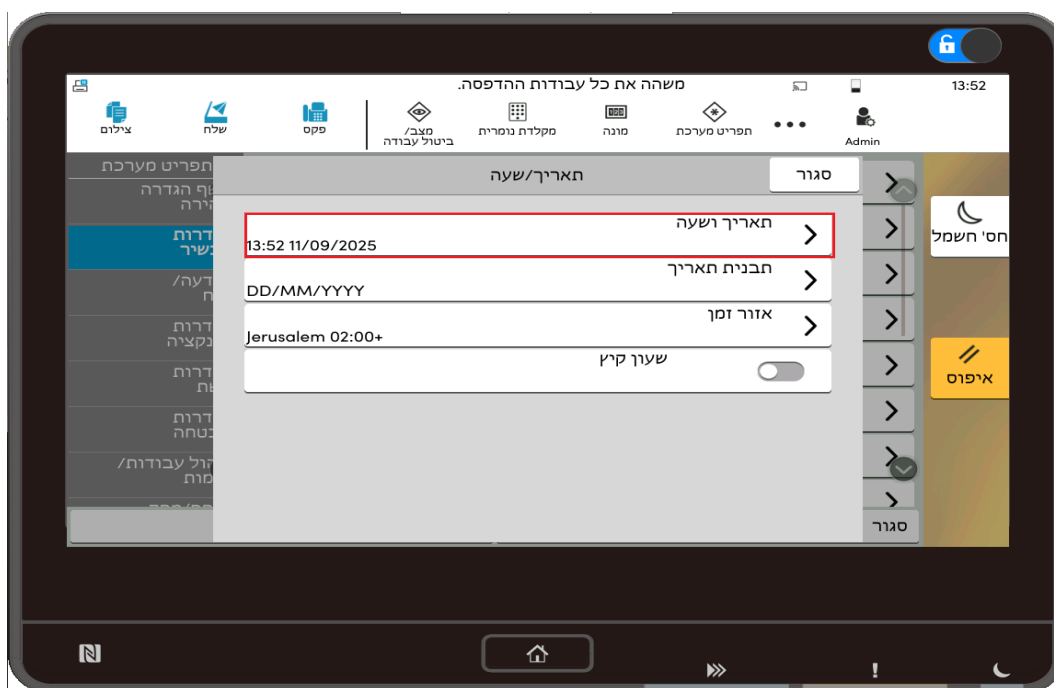 משהה את כל עבודות ההדפסה.
13:52
צילום
שלח
פקס
מצב/
ביטול עבודה
מקלדת נומרית
מונה
תפריט מערכת
Admin
תפריט מערכת
תאריך/שעה
סגור
תאריך ושעה
13:52 11/09/2025
תבנית תאריך
DD/MM/YYYY
אזור זמן
Jerusalem 02:00+
שעון קיץ
חס' חשמל
איפוס
סגור